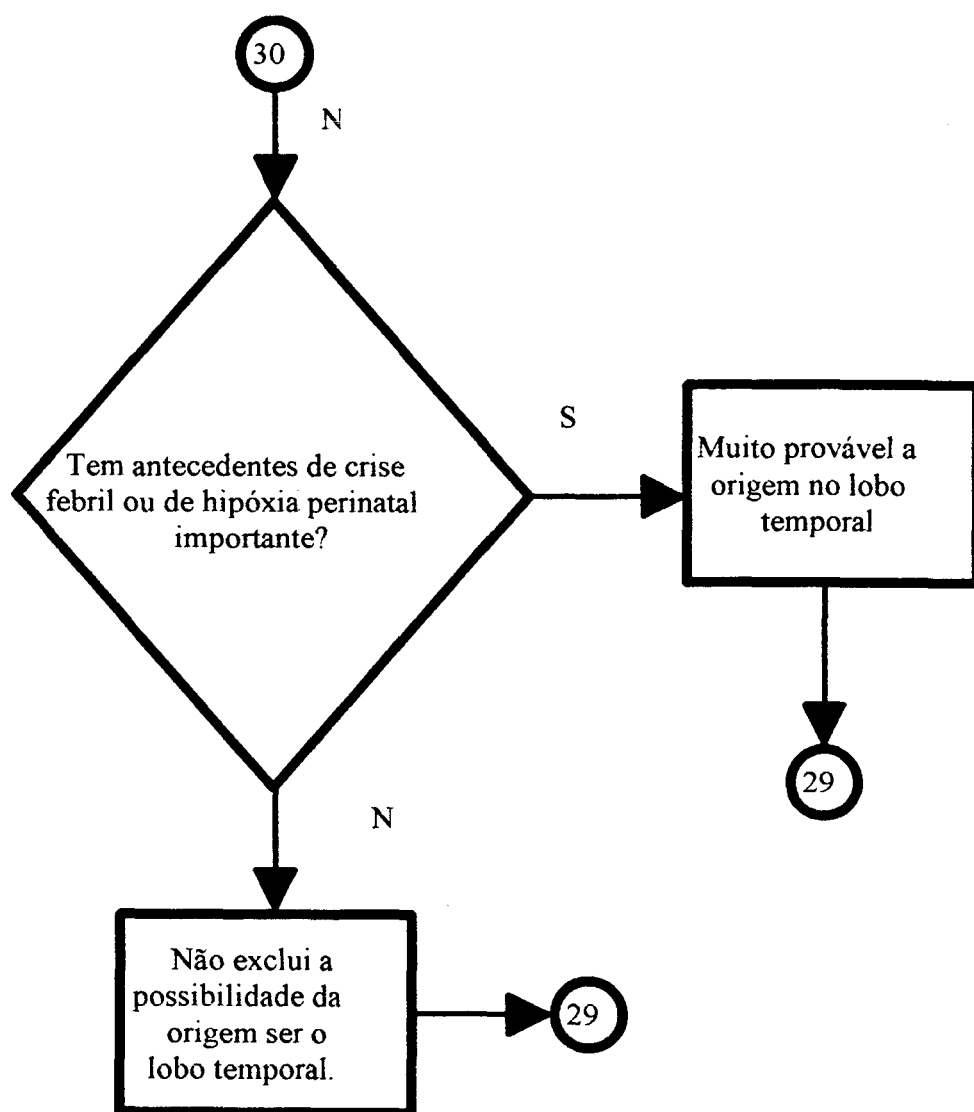 30
N
Tem antecedentes de crise
febril ou de hipóxia perinatal
importante?
S
Muito provável a
origem no lobo
temporal
29
N
Não exclui a
possibilidade da
origem ser o
lobo temporal.
29